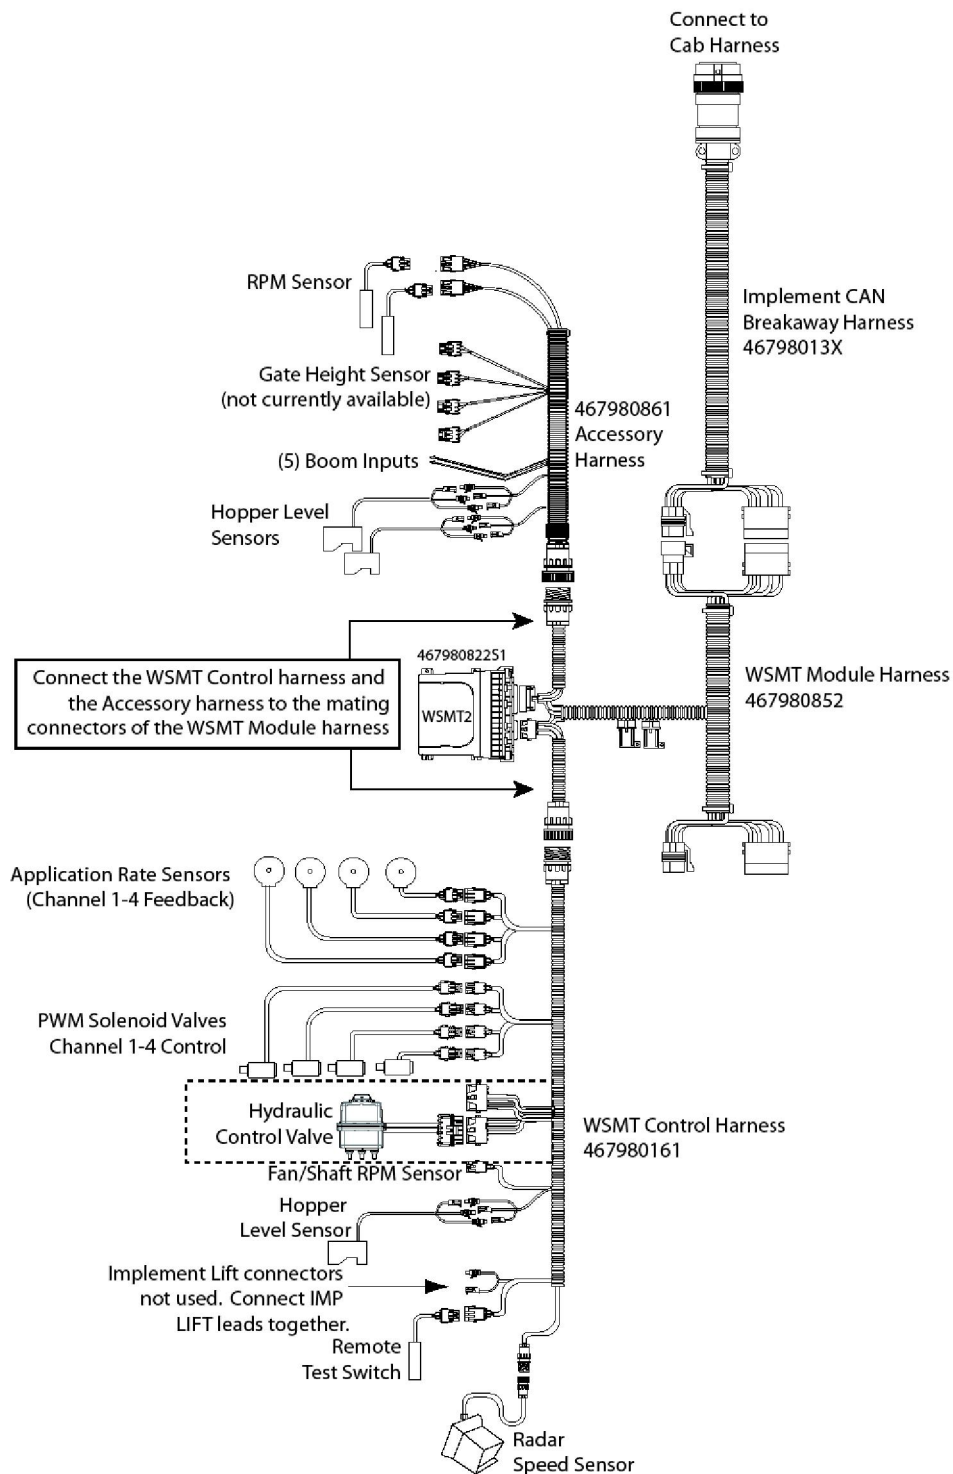 Connect to
Cab Harness
RPM Sensor
Implement CAN
Breakaway Harness
46798013X
Gate Height Sensor
(not currently available)
467980861
Accessory
Harness
(5) Boom Inputs
Hopper Level
Sensors
467980822S1
WSMT2
Connect the WSMT Control harness and
the Accessory harness to the mating
connectors of the WSMT Module harness
WSMT Module Harness
467980852
Application Rate Sensors
(Channel 1-4 Feedback)
PWM Solenoid Valves
Channel 1-4 Control
Hydraulic
Control Valve
WSMT Control Harness
467980161
Fan/Shaft RPM Sensor
Hopper
Level Sensor
Implement Lift connectors
not used. Connect IMP
LIFT leads together.
Remote
Test Switch
Radar
Speed Sensor